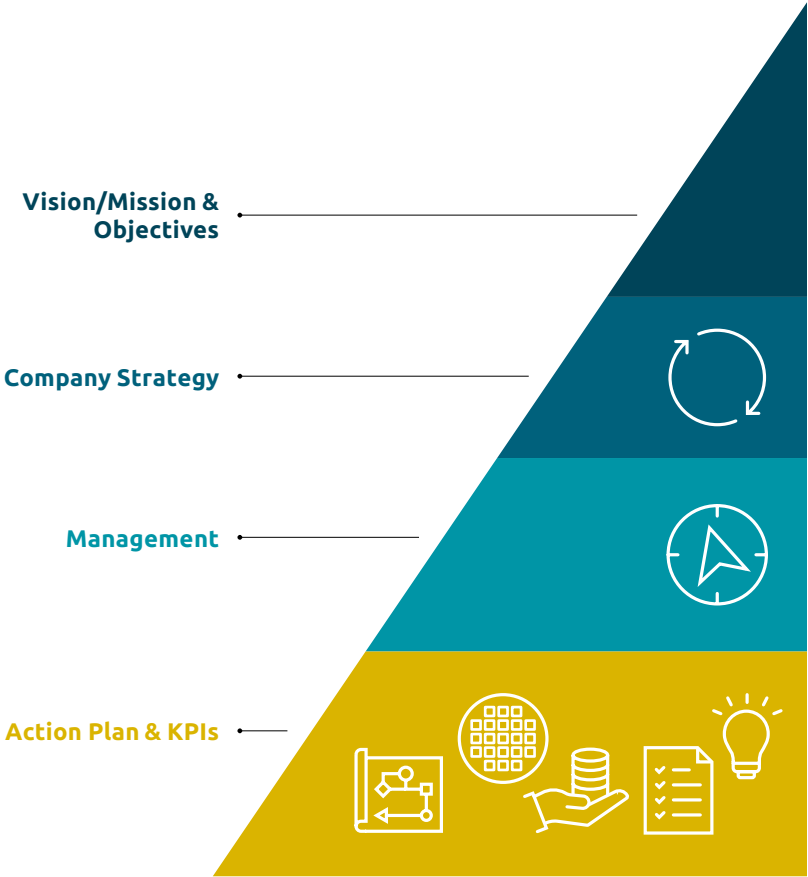 Vision/Mission &
Objectives
Company Strategy
Management
Action Plan & KPIs